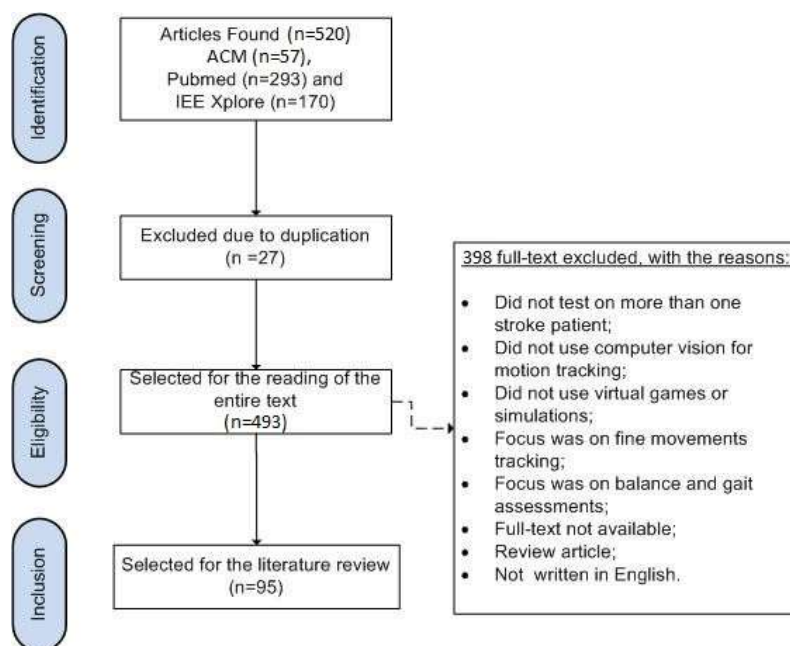 Identification
Articles Found (n=520)
ACM (n=57),
Pubmed (n=293) and
IEE Xplore (n=170)
Screening
Excluded due to duplication
(n =27)
Eligibility
Selected for the reading of the
entire text
(n=493)
398 full-text excluded, with the reasons:
• Did not test on more than one
stroke patient;
• Did not use computer vision for
motion tracking;
• Did not use virtual games or
simulations;
• Focus was on fine movements
tracking;
• Focus was on balance and gait
assessments;
• Full-text not available;
• Review article;
• Not written in English.
Inclusion
Selected for the literature review
(n=95)